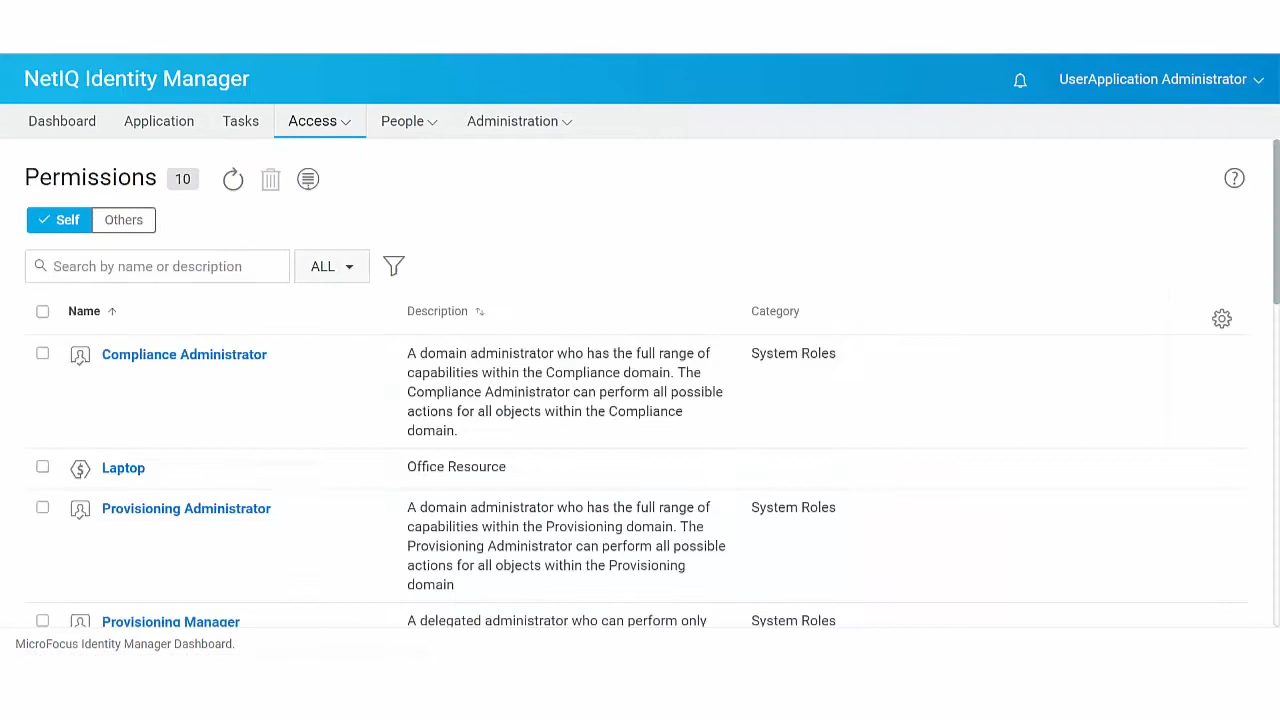 NetIQ Identity Manager
UserApplication Administrator
Dashboard Application Tasks Access People Administration
Permissions 10
Self Others
Search by name or description ALL
Name Description Category
Compliance Administrator A domain administrator who has the full range of System Roles
capabilities within the Compliance domain. The
Compliance Administrator can perform all possible
actions for all objects within the Compliance
domain.
Laptop Office Resource
Provisioning Administrator A domain administrator who has the full range of System Roles
capabilities within the Provisioning domain. The
Provisioning Administrator can perform all possible
actions for all objects within the Provisioning
domain
Provisioning Manager A delegated administrator who can perform only System Roles
MicroFocus Identity Manager Dashboard.